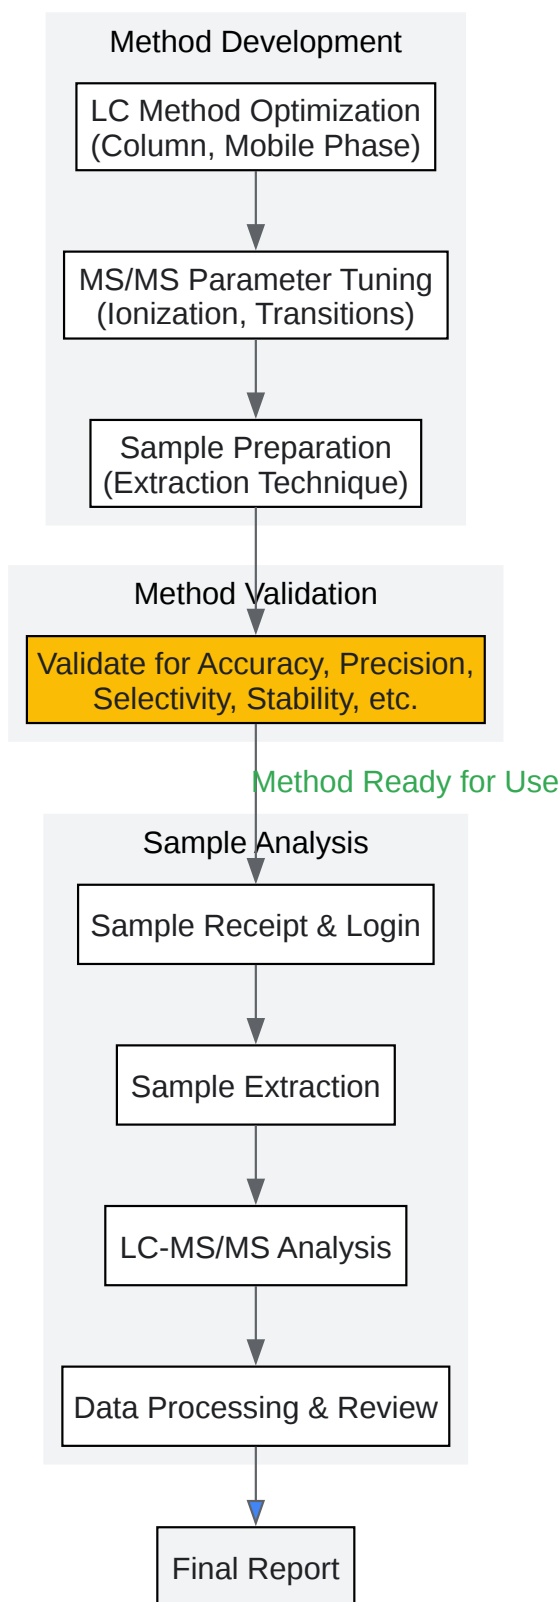 Method Development
LC Method Optimization
(Column, Mobile Phase)
MS/MS Parameter Tuning
(Ionization, Transitions)
Sample Preparation
(Extraction Technique)
Method Validation
Validate for Accuracy, Precision,
Selectivity, Stability, etc.
Method Ready for Use
Sample Analysis
Sample Receipt & Login
Sample Extraction
LC-MS/MS Analysis
Data Processing & Review
Final Report